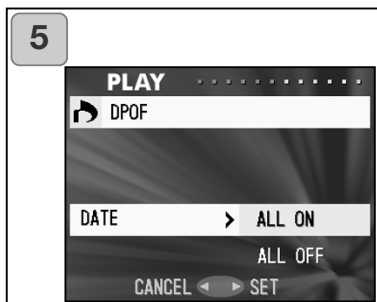 5
PLAY
DPOF
DATE > ALL ON
ALL OFF
CANCEL ◄ ► SET